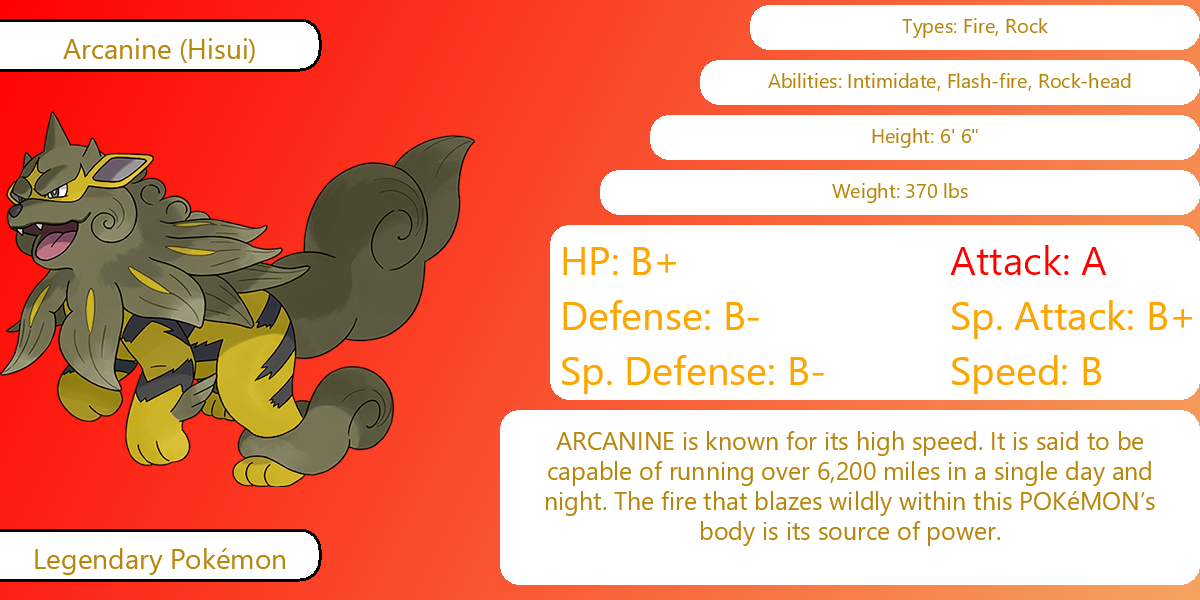 Arcanine (Hisui)
Types: Fire, Rock
Abilities: Intimidate, Flash-fire, Rock-head
Height: 6' 6"
Weight: 370 lbs
HP: B+
Attack: A
Defense: B-
Sp. Attack: B+
Sp. Defense: B-
Speed: B
ARCANINE is known for its high speed. It is said to be
capable of running over 6,200 miles in a single day and
night. The fire that blazes wildly within this POKéMON’s
body is its source of power.
Legendary Pokémon